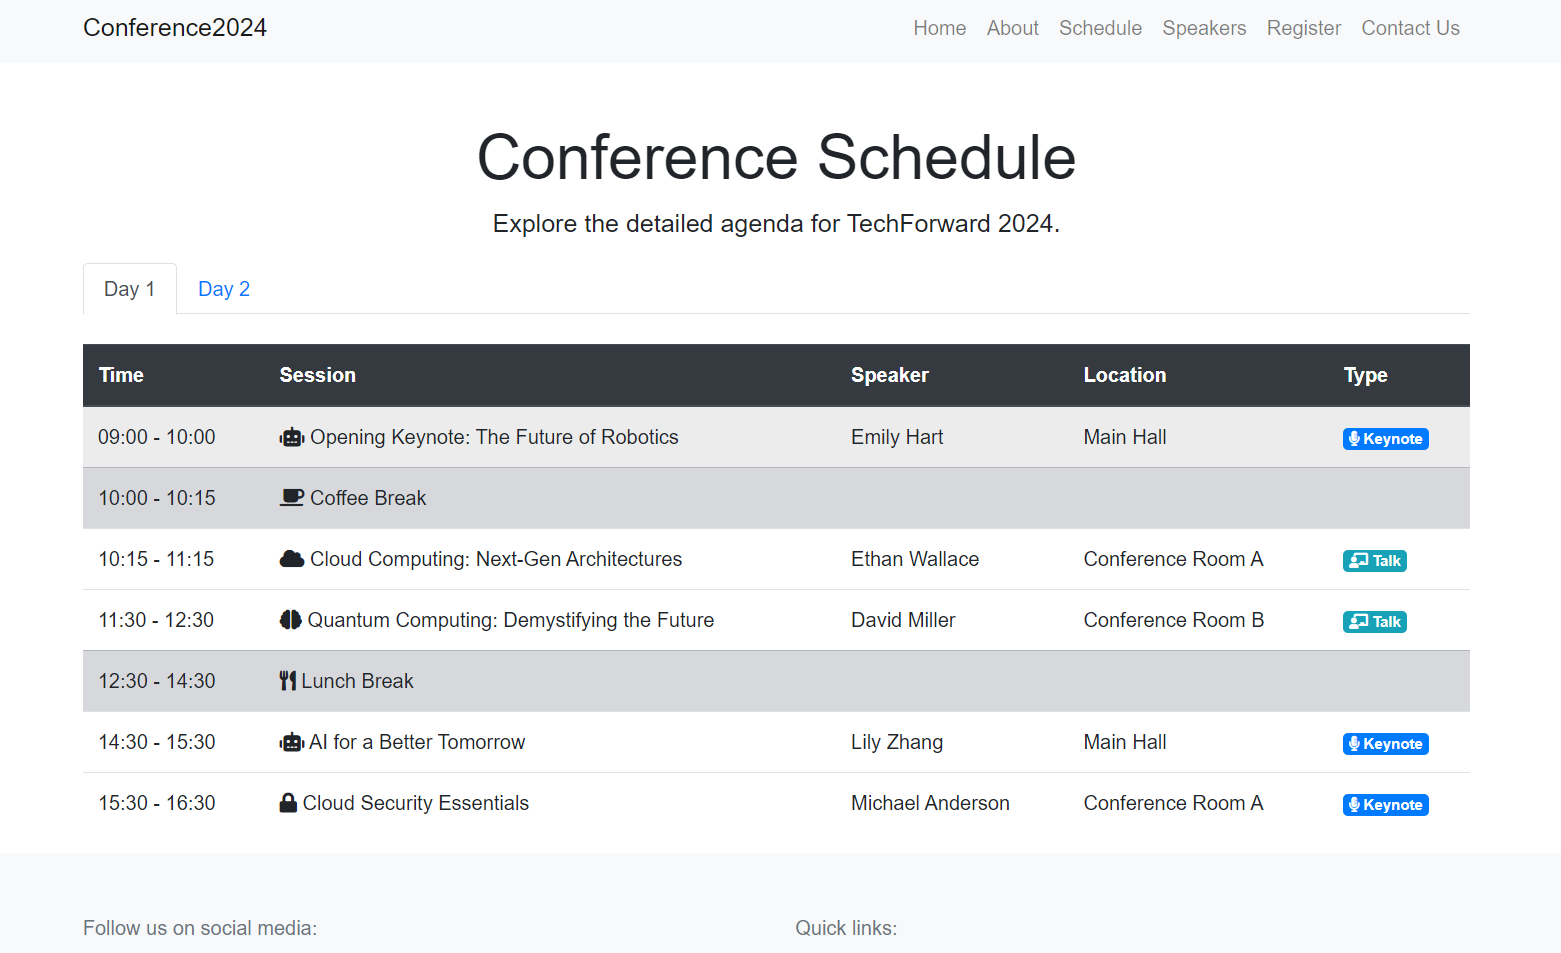 Conference2024 Home About Schedule Speakers Register Contact Us
Conference Schedule
Explore the detailed agenda for TechForward 2024.
Day 1 Day 2
Time Session Speaker Location Type
09:00 - 10:00 Opening Keynote: The Future of Robotics Emily Hart Main Hall Keynote
10:00 - 10:15 Coffee Break
10:15 - 11:15 Cloud Computing: Next-Gen Architectures Ethan Wallace Conference Room A Talk
11:30 - 12:30 Quantum Computing: Demystifying the Future David Miller Conference Room B Talk
12:30 - 14:30 Lunch Break
14:30 - 15:30 AI for a Better Tomorrow Lily Zhang Main Hall Keynote
15:30 - 16:30 Cloud Security Essentials Michael Anderson Conference Room A Keynote
Follow us on social media: Quick links: